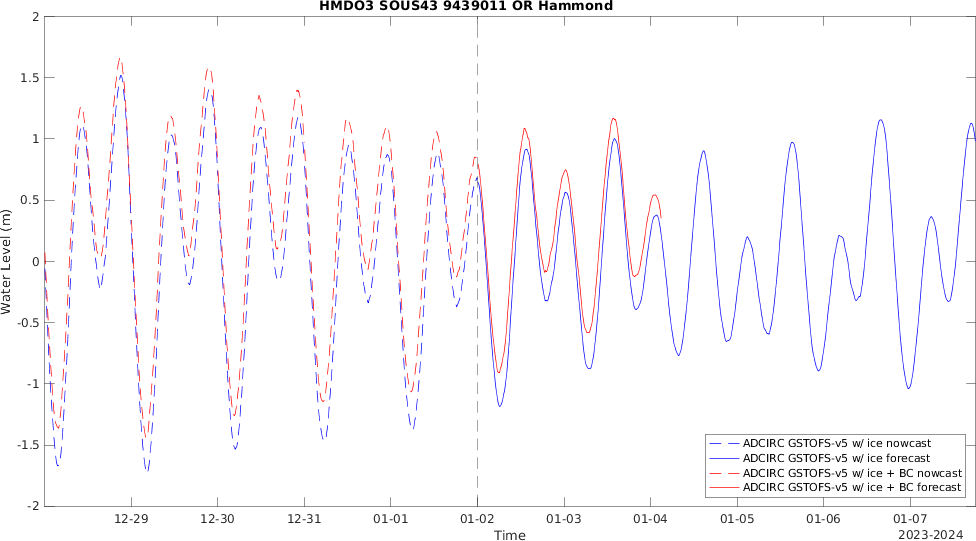 HMDO3 SOUS43 9439011 OR Hammond
2
1.5
1
0.5
0
-0.5
-1
-1.5
-2
Water Level (m)
12-29
12-30
12-31
01-01
01-02
01-03
01-04
01-05
01-06
01-07
Time
2023-2024
ADCIRC GSTOFS-v5 w/ ice nowcast
ADCIRC GSTOFS-v5 w/ ice forecast
ADCIRC GSTOFS-v5 w/ ice + BC nowcast
ADCIRC GSTOFS-v5 w/ ice + BC forecast